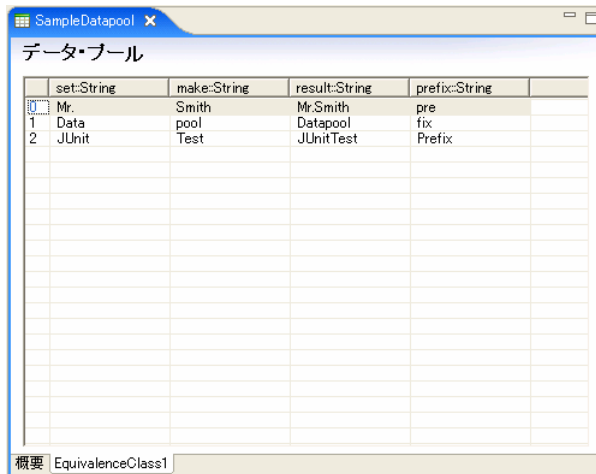 SampleDatapool
データ・プール
set::String make::String result::String prefix::String
0 Mr. Smith Mr.Smith pre
1 Data pool Datapool fix
2 JUnit Test JUnitTest Prefix
概要 EquivalenceClass1